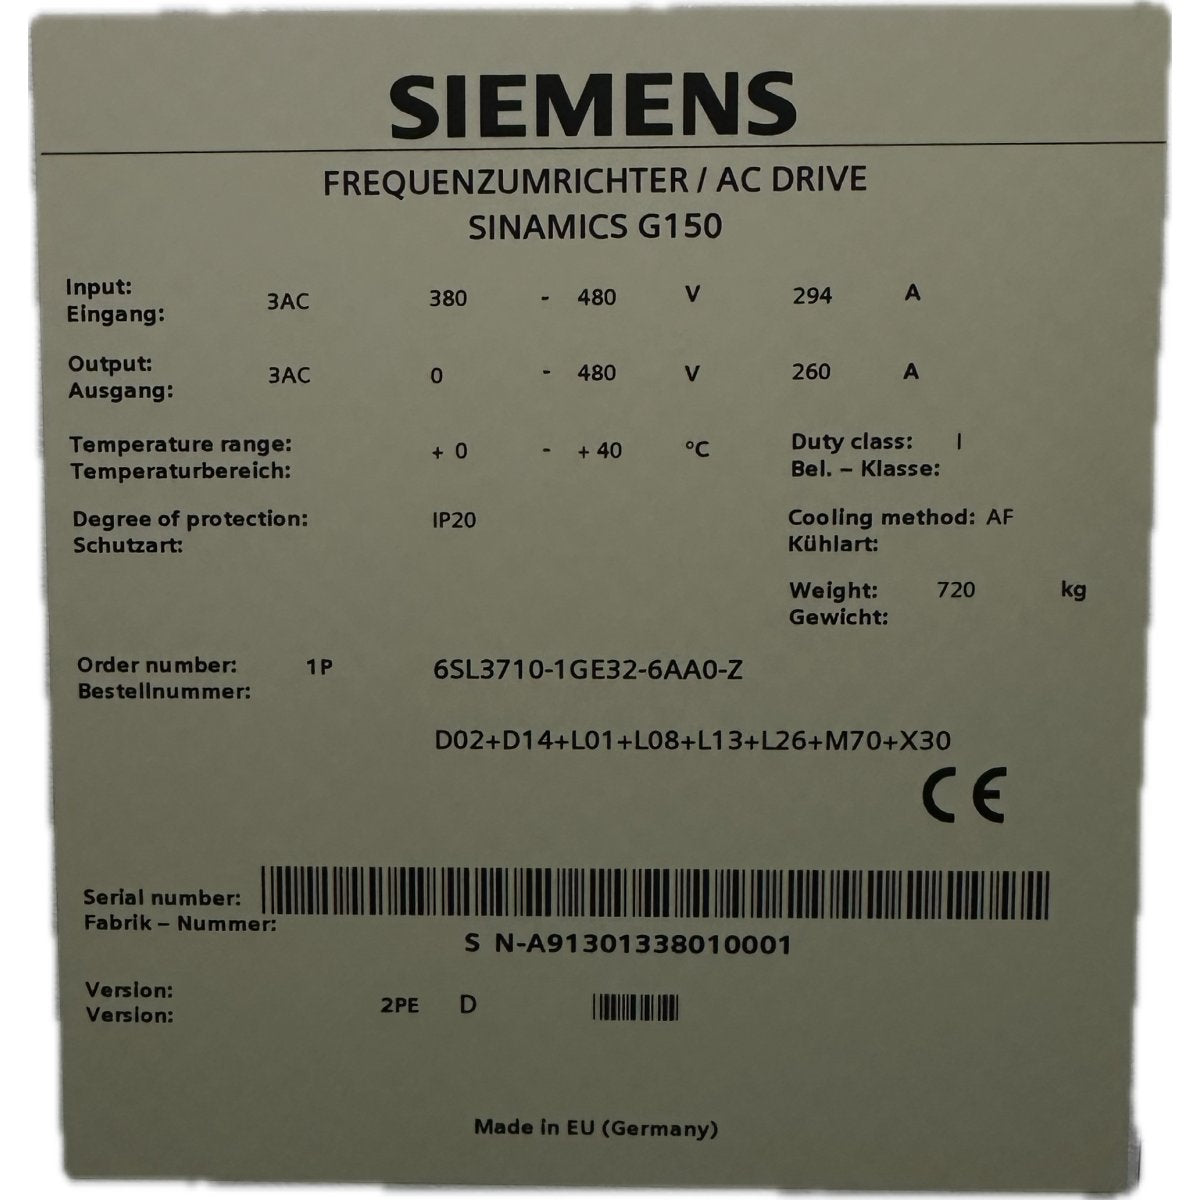 SIEMENS
FREQUENZUMRICHTER / AC DRIVE
SINAMICS G150
Input:
Eingang:
3AC 380 - 480 V 294 A
Output:
Ausgang:
3AC 0 - 480 V 260 A
Temperature range:
Temperaturbereich:
+ 0 - + 40 °C
Duty class: I
Bel. – Klasse:
Degree of protection:
Schutzart:
IP20
Cooling method: AF
Kühlart:
Weight: 720 kg
Gewicht:
Order number:
Bestellnummer:
1P 6SL3710-1GE32-6AA0-Z
D02+D14+L01+L08+L13+L26+M70+X30
CE
Serial number:
Fabrik – Nummer:
S N-A91301338010001
Version:
Version:
2PE D
Made in EU (Germany)